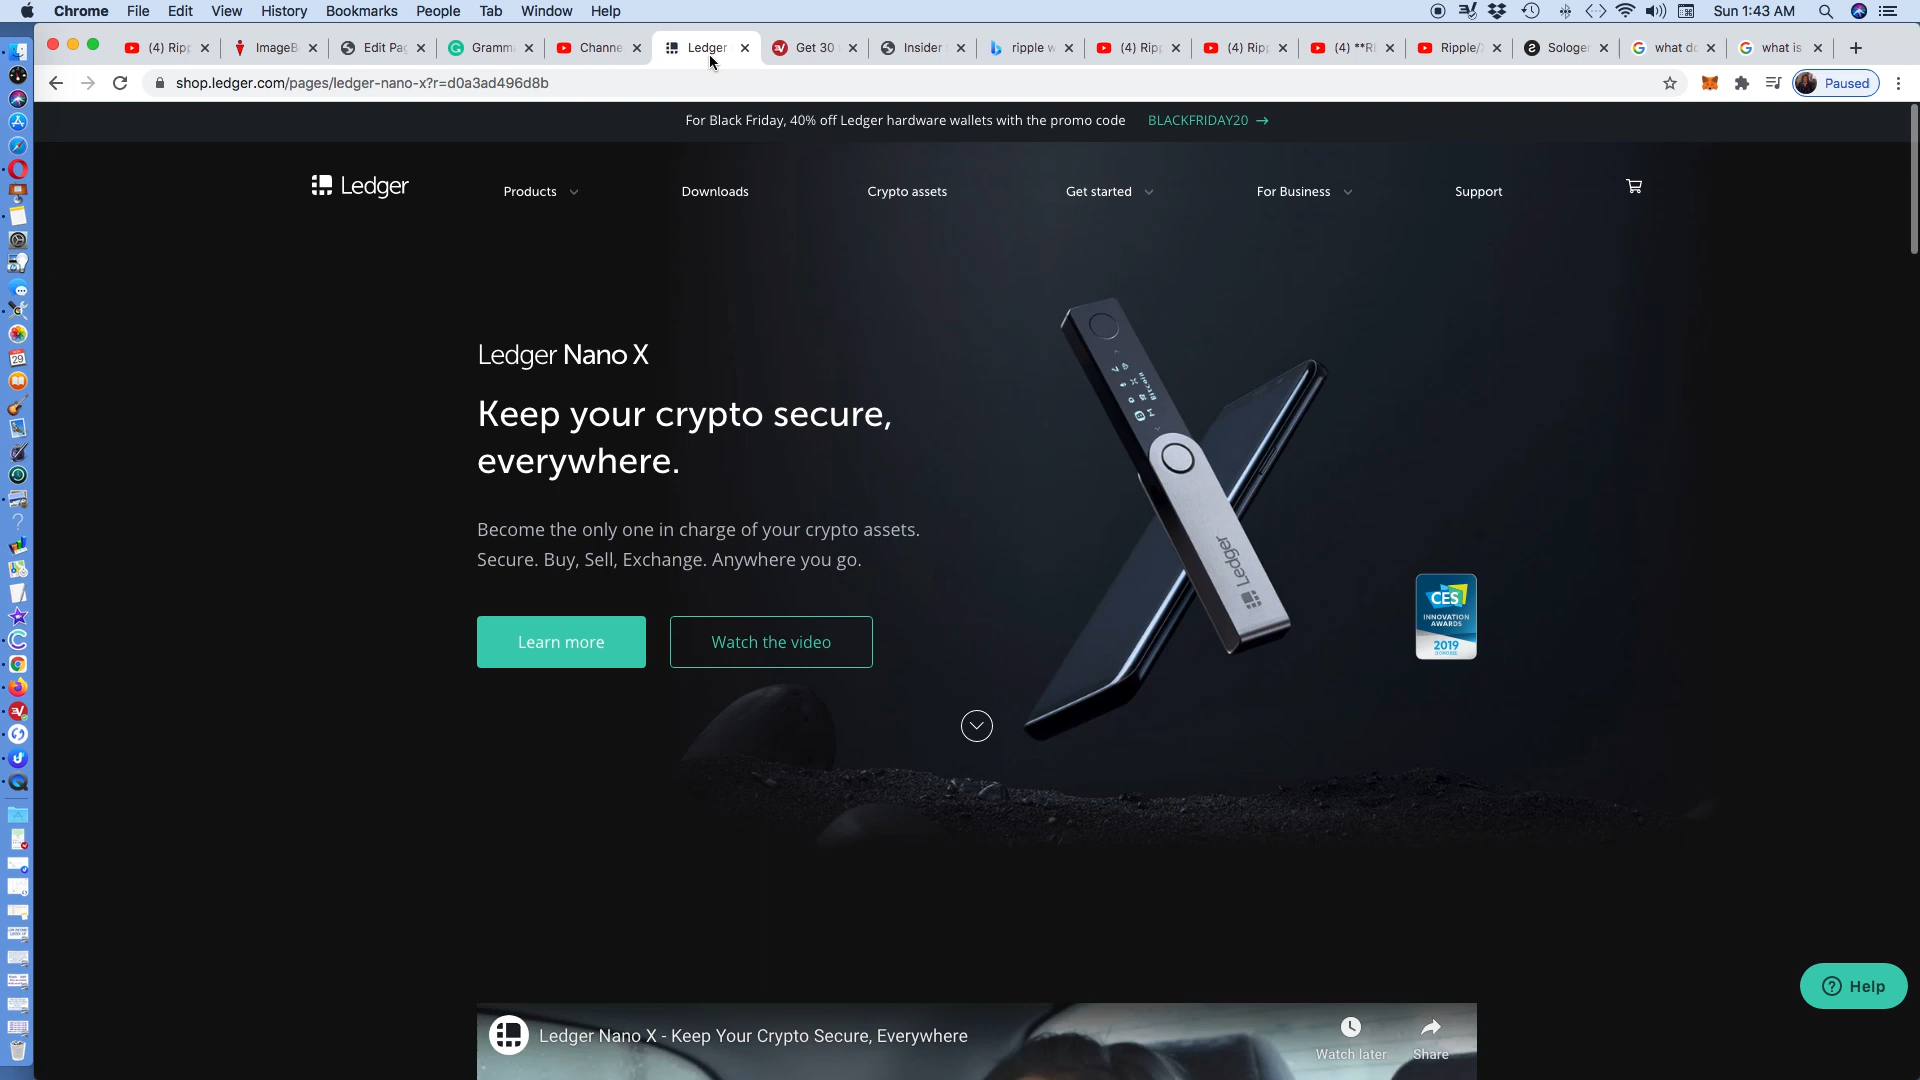 Chrome File Edit View History Bookmarks People Tab Window Help Sun 1:43 AM
(4) Rip ImageB Edit Pa Gramm Channe Ledger Get 30 Insider ripple w (4) Rip (4) Rip (4) **R Ripple/ Sologe what do what is
shop.ledger.com/pages/ledger-nano-x?r=d0a3ad496d8b Paused
For Black Friday, 40% off Ledger hardware wallets with the promo code BLACKFRIDAY20 →
Ledger Products Downloads Crypto assets Get started For Business Support
Ledger Nano X
Keep your crypto secure,
everywhere.
Become the only one in charge of your crypto assets.
Secure. Buy, Sell, Exchange. Anywhere you go.
Learn more Watch the video
Bitcoin
Ledger
CES
INNOVATION
AWARDS
2019
Help
Ledger Nano X - Keep Your Crypto Secure, Everywhere
Watch later Share